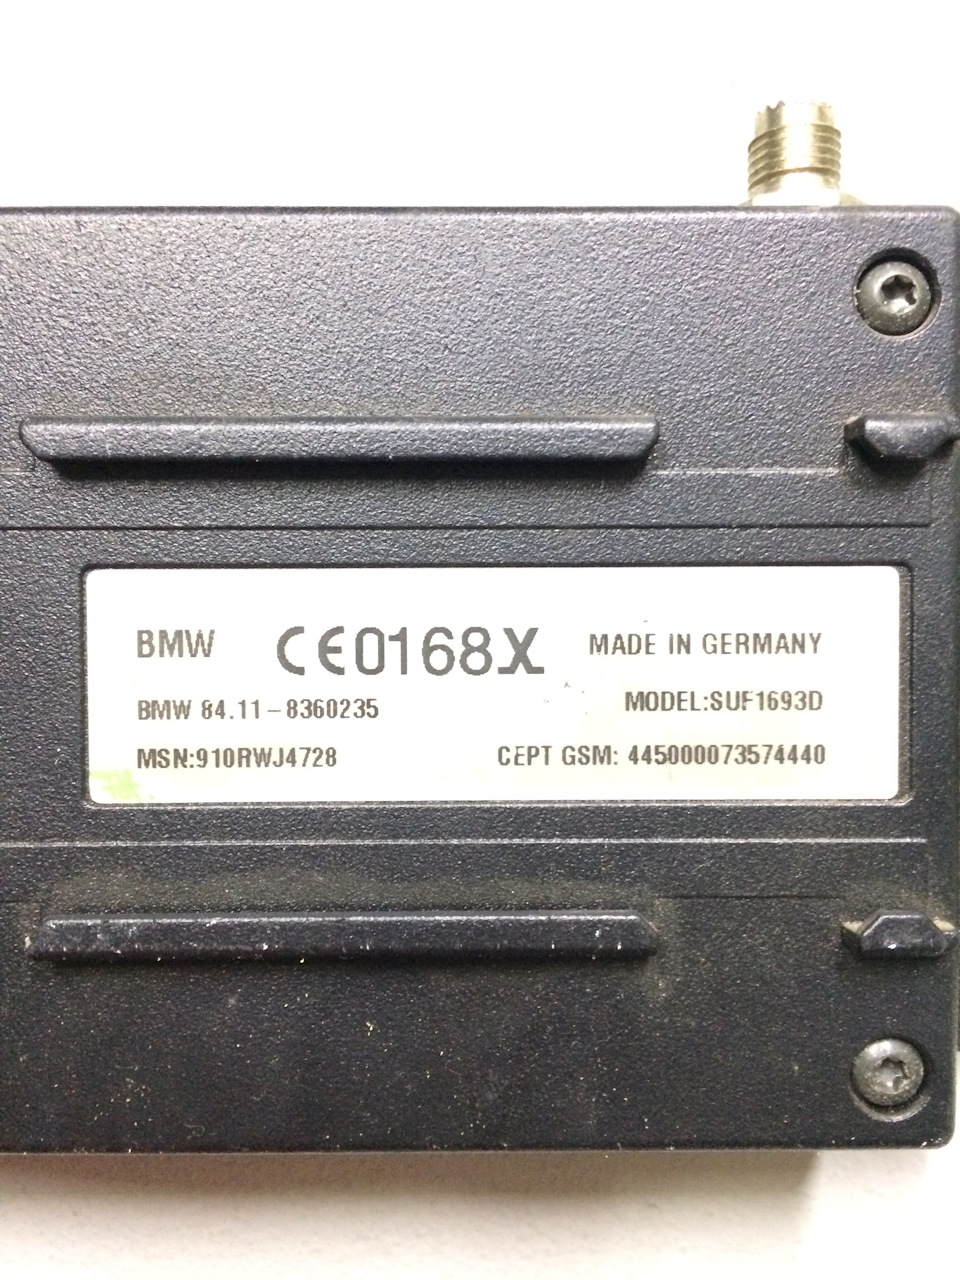 BMW CE0168X MADE IN GERMANY
BMW 84.11-8360235 MODEL:SUF1693D
MSN:910RWJ4728 CEPT GSM: 445000073574440